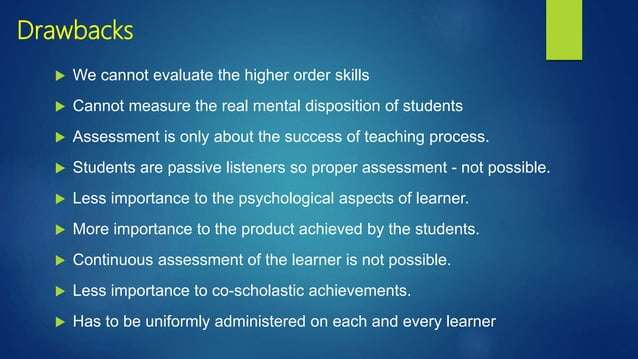 Drawbacks
We cannot evaluate the higher order skills
Cannot measure the real mental disposition of students
Assessment is only about the success of teaching process.
Students are passive listeners so proper assessment - not possible.
Less importance to the psychological aspects of learner.
More importance to the product achieved by the students.
Continuous assessment of the learner is not possible.
Less importance to co-scholastic achievements.
Has to be uniformly administered on each and every learner